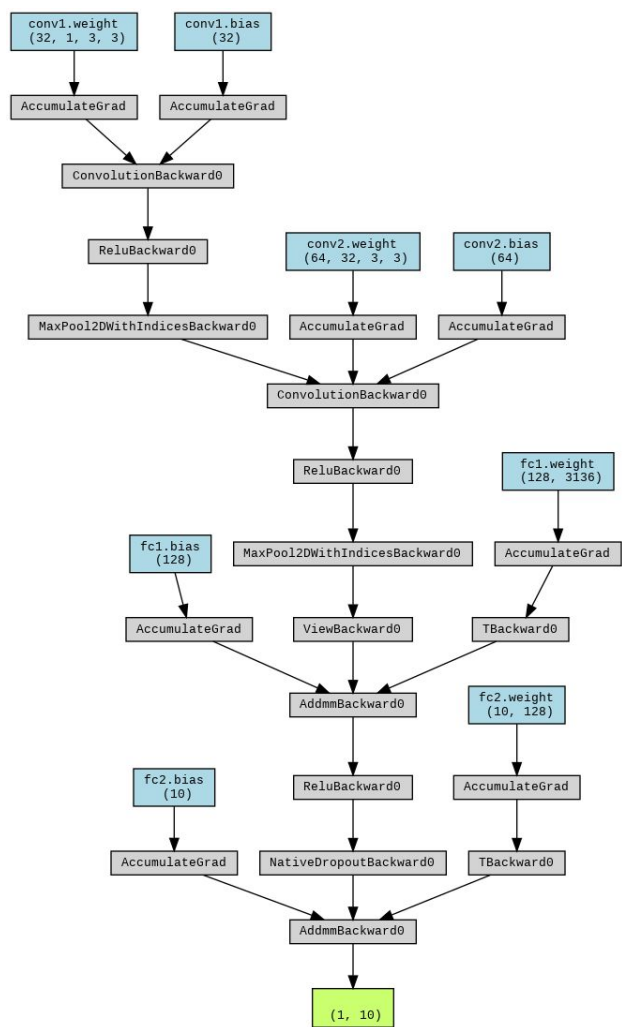 conv1.weight
(32, 1, 3, 3)
conv1.bias
(32)
AccumulateGrad
AccumulateGrad
ConvolutionBackward0
ReluBackward0
conv2.weight
(64, 32, 3, 3)
conv2.bias
(64)
MaxPool2DWithIndicesBackward0
AccumulateGrad
AccumulateGrad
ConvolutionBackward0
ReluBackward0
fc1.weight
(128, 3136)
fc1.bias
(128)
MaxPool2DWithIndicesBackward0
AccumulateGrad
AccumulateGrad
ViewBackward0
TBackward0
AddmmBackward0
fc2.weight
(10, 128)
fc2.bias
(10)
ReluBackward0
AccumulateGrad
AccumulateGrad
NativeDropoutBackward0
TBackward0
AddmmBackward0
(1, 10)